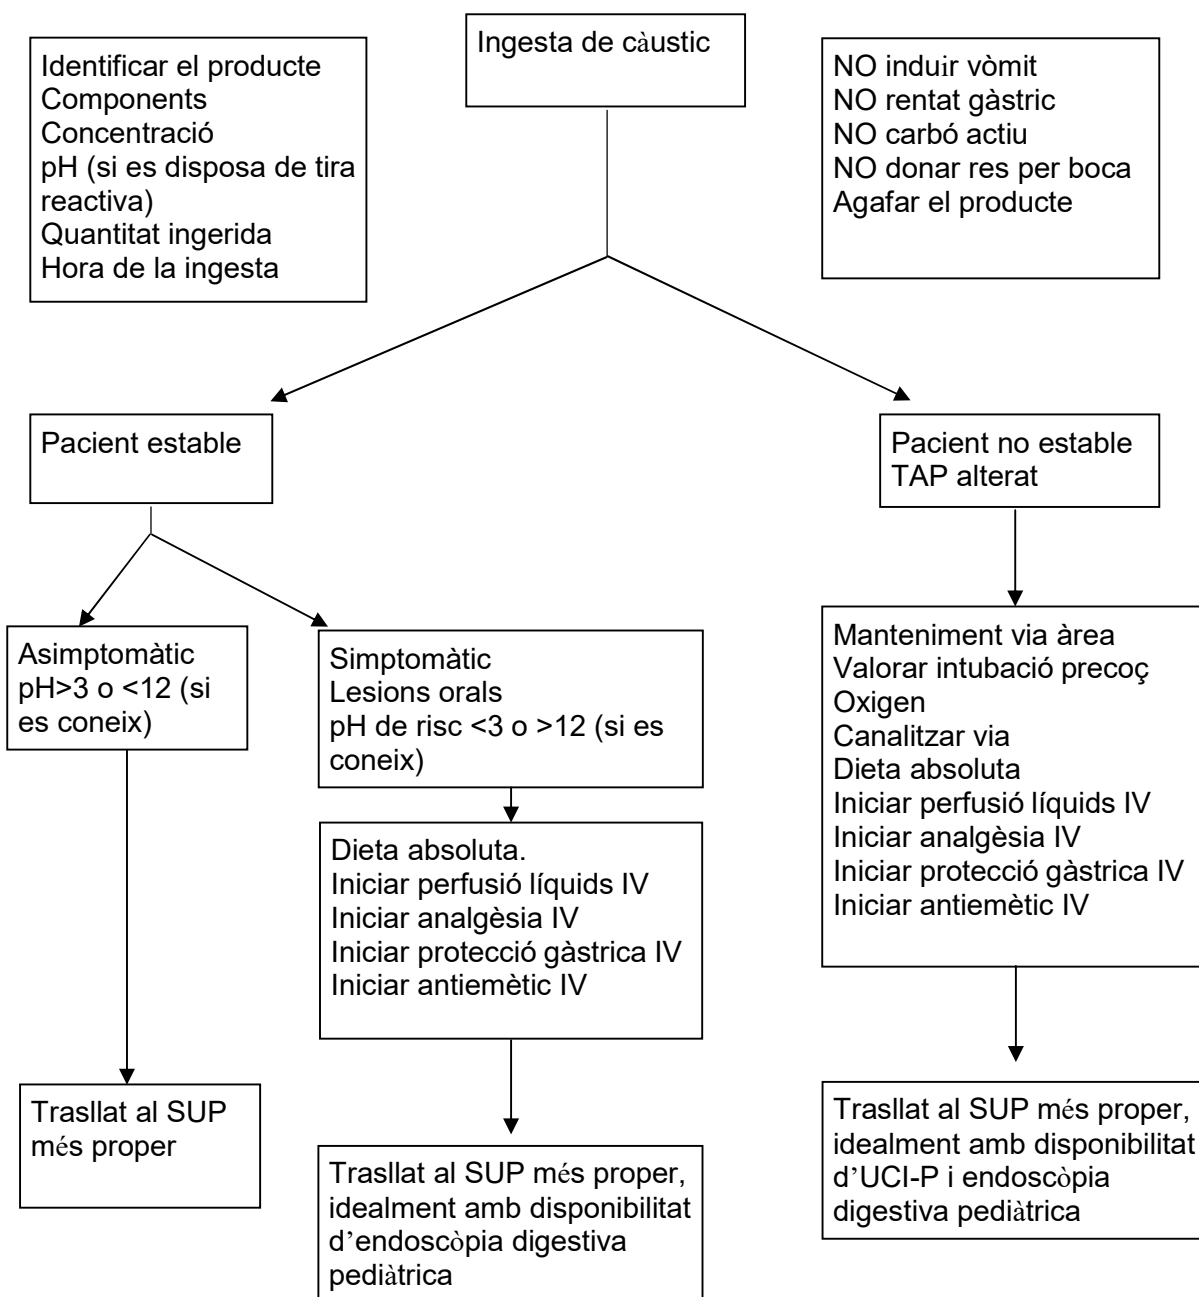 Ingesta de càustic
Identificar el producte
Components
Concentració
pH (si es disposa de tira
reactiva)
Quantitat ingerida
Hora de la ingesta
NO induir vòmit
NO rentat gàstric
NO carbó actiu
NO donar res per boca
Agafar el producte
Pacient estable
Pacient no estable
TAP alterat
Asimptomàtic
pH>3 o <12 (si
es coneix)
Simptomàtic
Lesions orals
pH de risc <3 o >12 (si es
coneix)
Manteniment via àrea
Valorar intubació precoç
Oxigen
Canalitzar via
Dieta absoluta
Iniciar perfusió líquids IV
Iniciar analgèsia IV
Iniciar protecció gàstrica IV
Iniciar antiemètic IV
Dieta absoluta.
Iniciar perfusió líquids IV
Iniciar analgèsia IV
Iniciar protecció gàstrica IV
Iniciar antiemètic IV
Trasllat al SUP
més proper
Trasllat al SUP més proper,
idealment amb disponibilitat
d’endoscòpia digestiva
pediàtrica
Trasllat al SUP més proper,
idealment amb disponibilitat
d’UCI-P i endoscòpia
digestiva pediàtrica